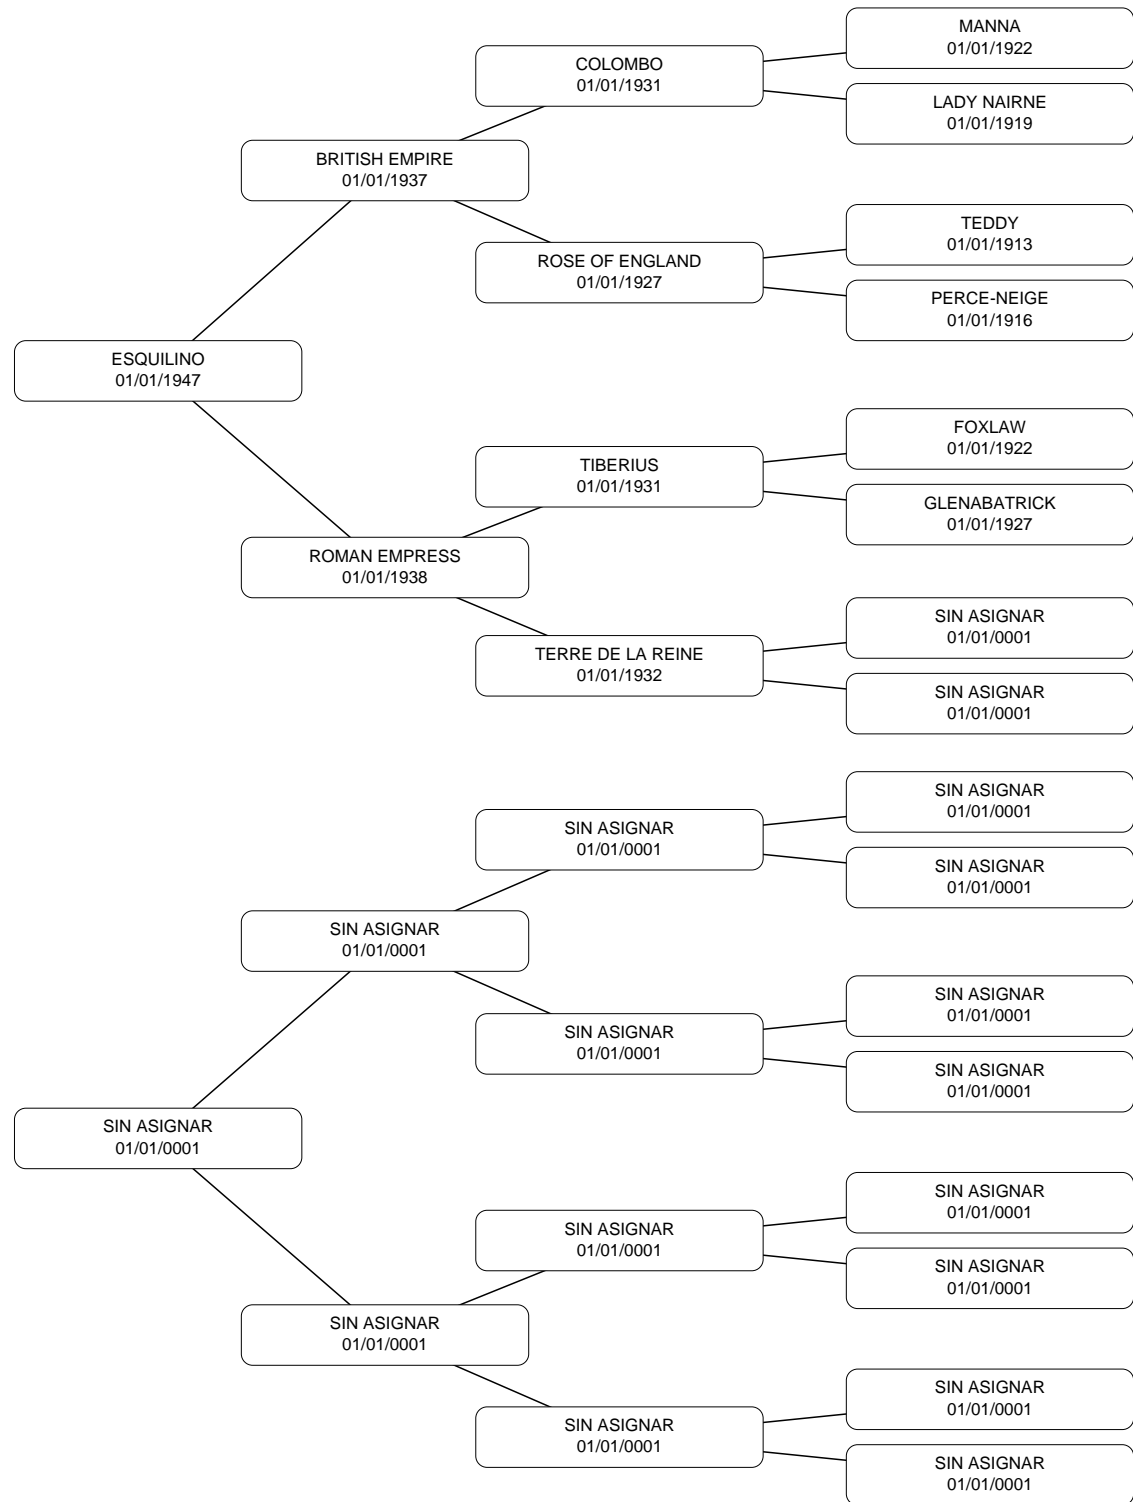 MANNA
01/01/1922
COLOMBO
01/01/1931
LADY NAIRNE
01/01/1919
BRITISH EMPIRE
01/01/1937
TEDDY
01/01/1913
ROSE OF ENGLAND
01/01/1927
PERCE-NEIGE
01/01/1916
ESQUILINO
01/01/1947
FOXLAW
01/01/1922
TIBERIUS
01/01/1931
GLENABATRICK
01/01/1927
ROMAN EMPRESS
01/01/1938
SIN ASIGNAR
01/01/0001
TERRE DE LA REINE
01/01/1932
SIN ASIGNAR
01/01/0001
SIN ASIGNAR
01/01/0001
SIN ASIGNAR
01/01/0001
SIN ASIGNAR
01/01/0001
SIN ASIGNAR
01/01/0001
SIN ASIGNAR
01/01/0001
SIN ASIGNAR
01/01/0001
SIN ASIGNAR
01/01/0001
SIN ASIGNAR
01/01/0001
SIN ASIGNAR
01/01/0001
SIN ASIGNAR
01/01/0001
SIN ASIGNAR
01/01/0001
SIN ASIGNAR
01/01/0001
SIN ASIGNAR
01/01/0001
SIN ASIGNAR
01/01/0001
SIN ASIGNAR
01/01/0001